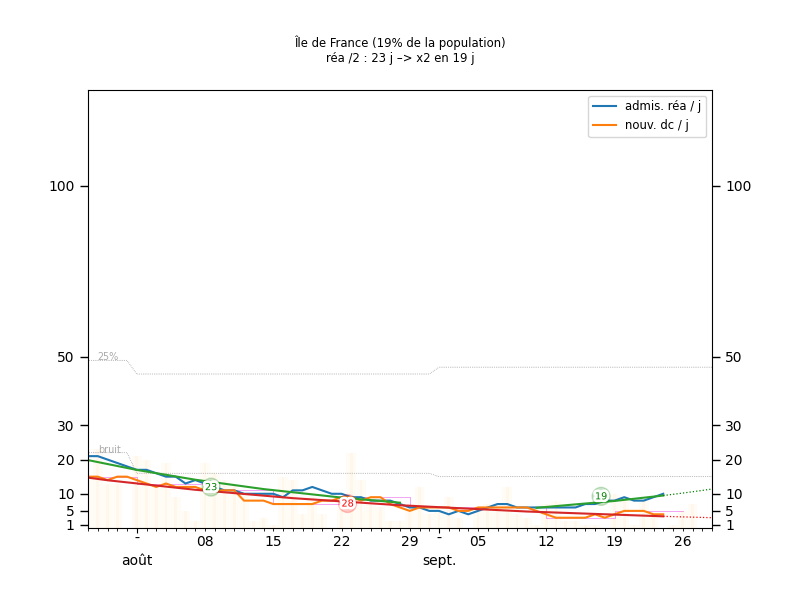 Île de France (19% de la population)
réa /2 : 23 j –> x2 en 19 j
admis. réa / j
nouv. dc / j
100 100
50 50
25%
30 30
bruit
20 20
10 10
23
19
28
5 5
1 1
- 08 15 22 29 - 05 12 19 26
août sept.